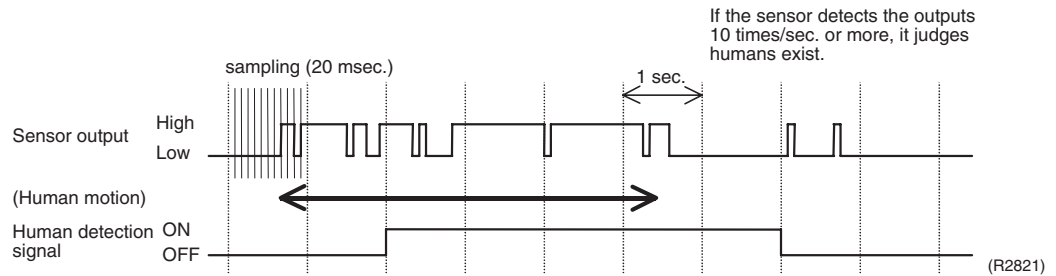 If the sensor detects the outputs
10 times/sec. or more, it judges
humans exist.
sampling (20 msec.)
1 sec.
Sensor output
High
Low
(Human motion)
Human detection
signal
ON
OFF
(R2821)